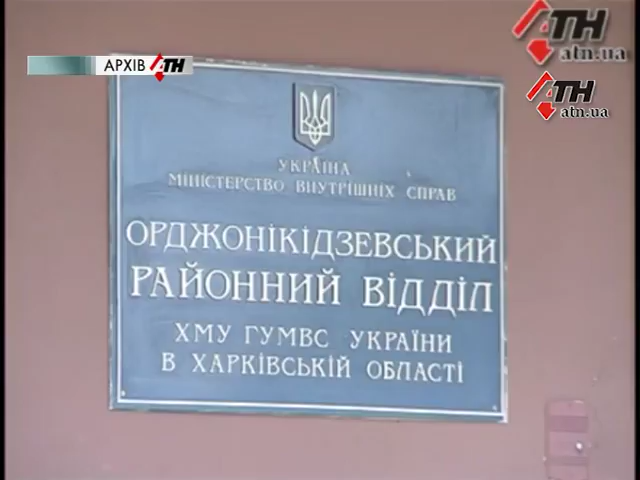 АТН
atn.ua
АРХІВ АТН
АТН
atn.ua
УКРАЇНА
МІНІСТЕРСТВО ВНУТРІШНІХ СПРАВ
ОРДЖОНІКІДЗЕВСЬКИЙ
РАЙОННИЙ ВІДДІЛ
ХМУ ГУМВС УКРАЇНИ
В ХАРКІВСЬКІЙ ОБЛАСТІ